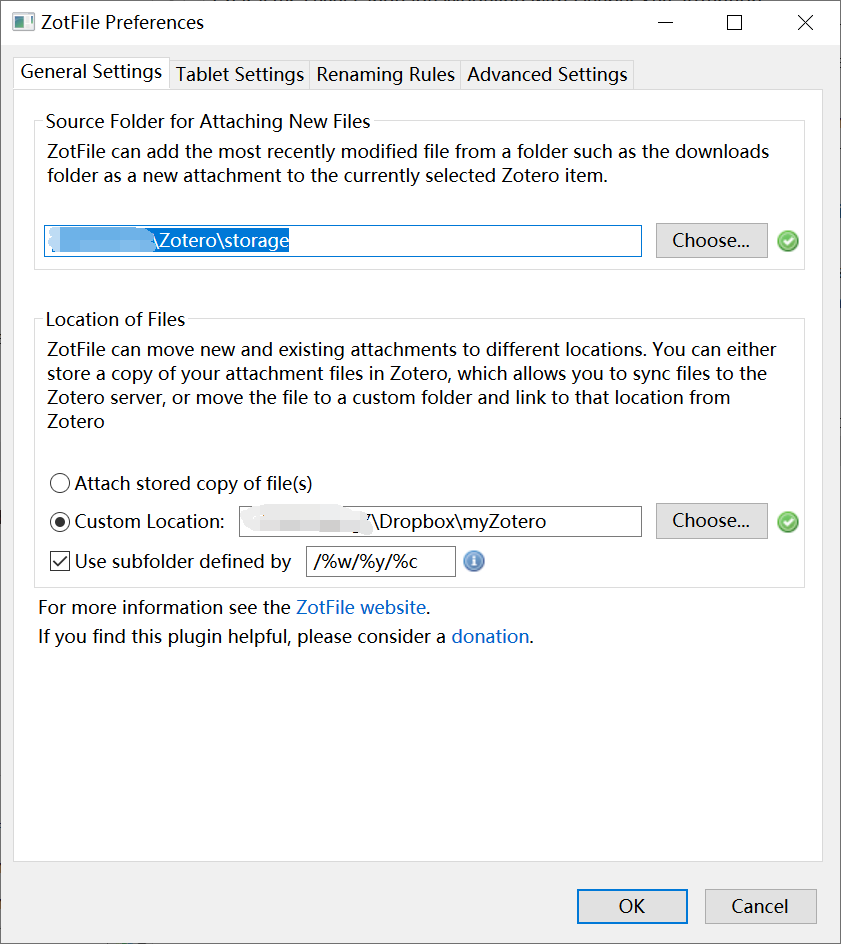 ZotFile Preferences
General Settings
Tablet Settings
Renaming Rules
Advanced Settings
Source Folder for Attaching New Files
ZotFile can add the most recently modified file from a folder such as the downloads
folder as a new attachment to the currently selected Zotero item.
\Zotero\storage
Choose...
Location of Files
ZotFile can move new and existing attachments to different locations. You can either
store a copy of your attachment files in Zotero, which allows you to sync files to the
Zotero server, or move the file to a custom folder and link to that location from
Zotero
Attach stored copy of file(s)
Custom Location:
\Dropbox\myZotero
Choose...
Use subfolder defined by
/%w/%y/%c
For more information see the ZotFile website.
If you find this plugin helpful, please consider a donation.
OK
Cancel